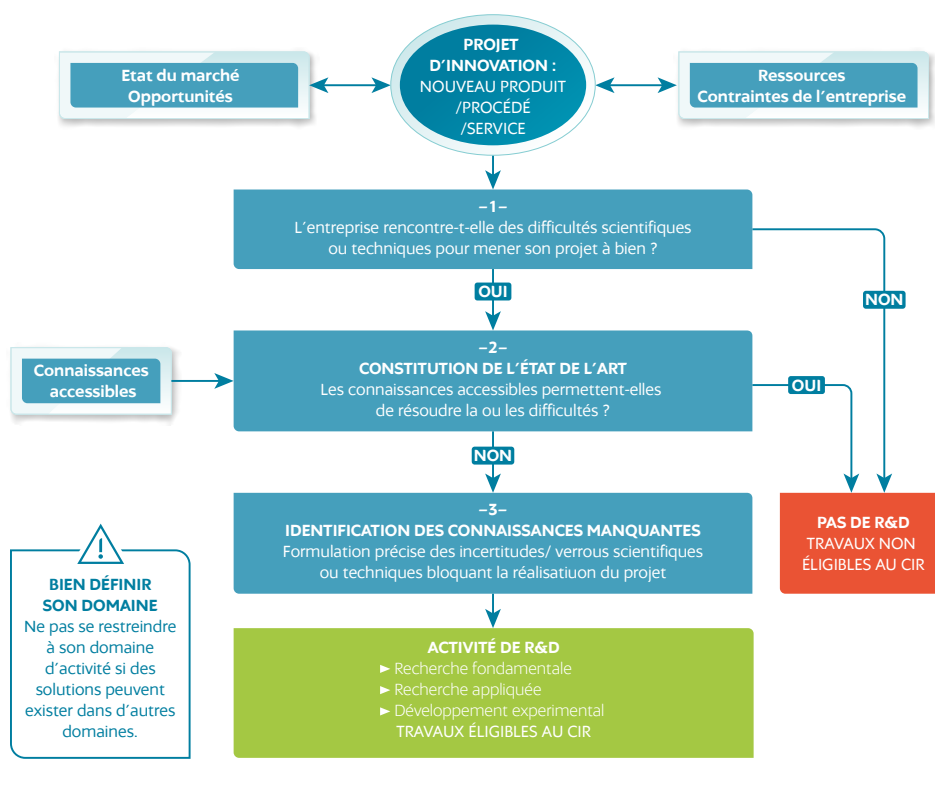 PROJET
D'INNOVATION :
NOUVEAU PRODUIT
/PROCÉDÉ
/SERVICE
Etat du marché
Opportunités
Ressources
Contraintes de l'entreprise
–1–
L'entreprise rencontre-t-elle des difficultés scientifiques
ou techniques pour mener son projet à bien ?
OUI
NON
–2–
CONSTITUTION DE L'ÉTAT DE L'ART
Les connaissances accessibles permettent-elles
de résoudre la ou les difficultés ?
Connaissances
accessibles
OUI
NON
–3–
IDENTIFICATION DES CONNAISSANCES MANQUANTES
Formulation précise des incertitudes/ verrous scientifiques
ou techniques bloquant la réalisatiuon du projet
PAS DE R&D
TRAVAUX NON
ÉLIGIBLES AU CIR
!
BIEN DÉFINIR
SON DOMAINE
Ne pas se restreindre
à son domaine
d'activité si des
solutions peuvent
exister dans d'autres
domaines.
ACTIVITÉ DE R&D
► Recherche fondamentale
► Recherche appliquée
► Développement experimental
TRAVAUX ÉLIGIBLES AU CIR